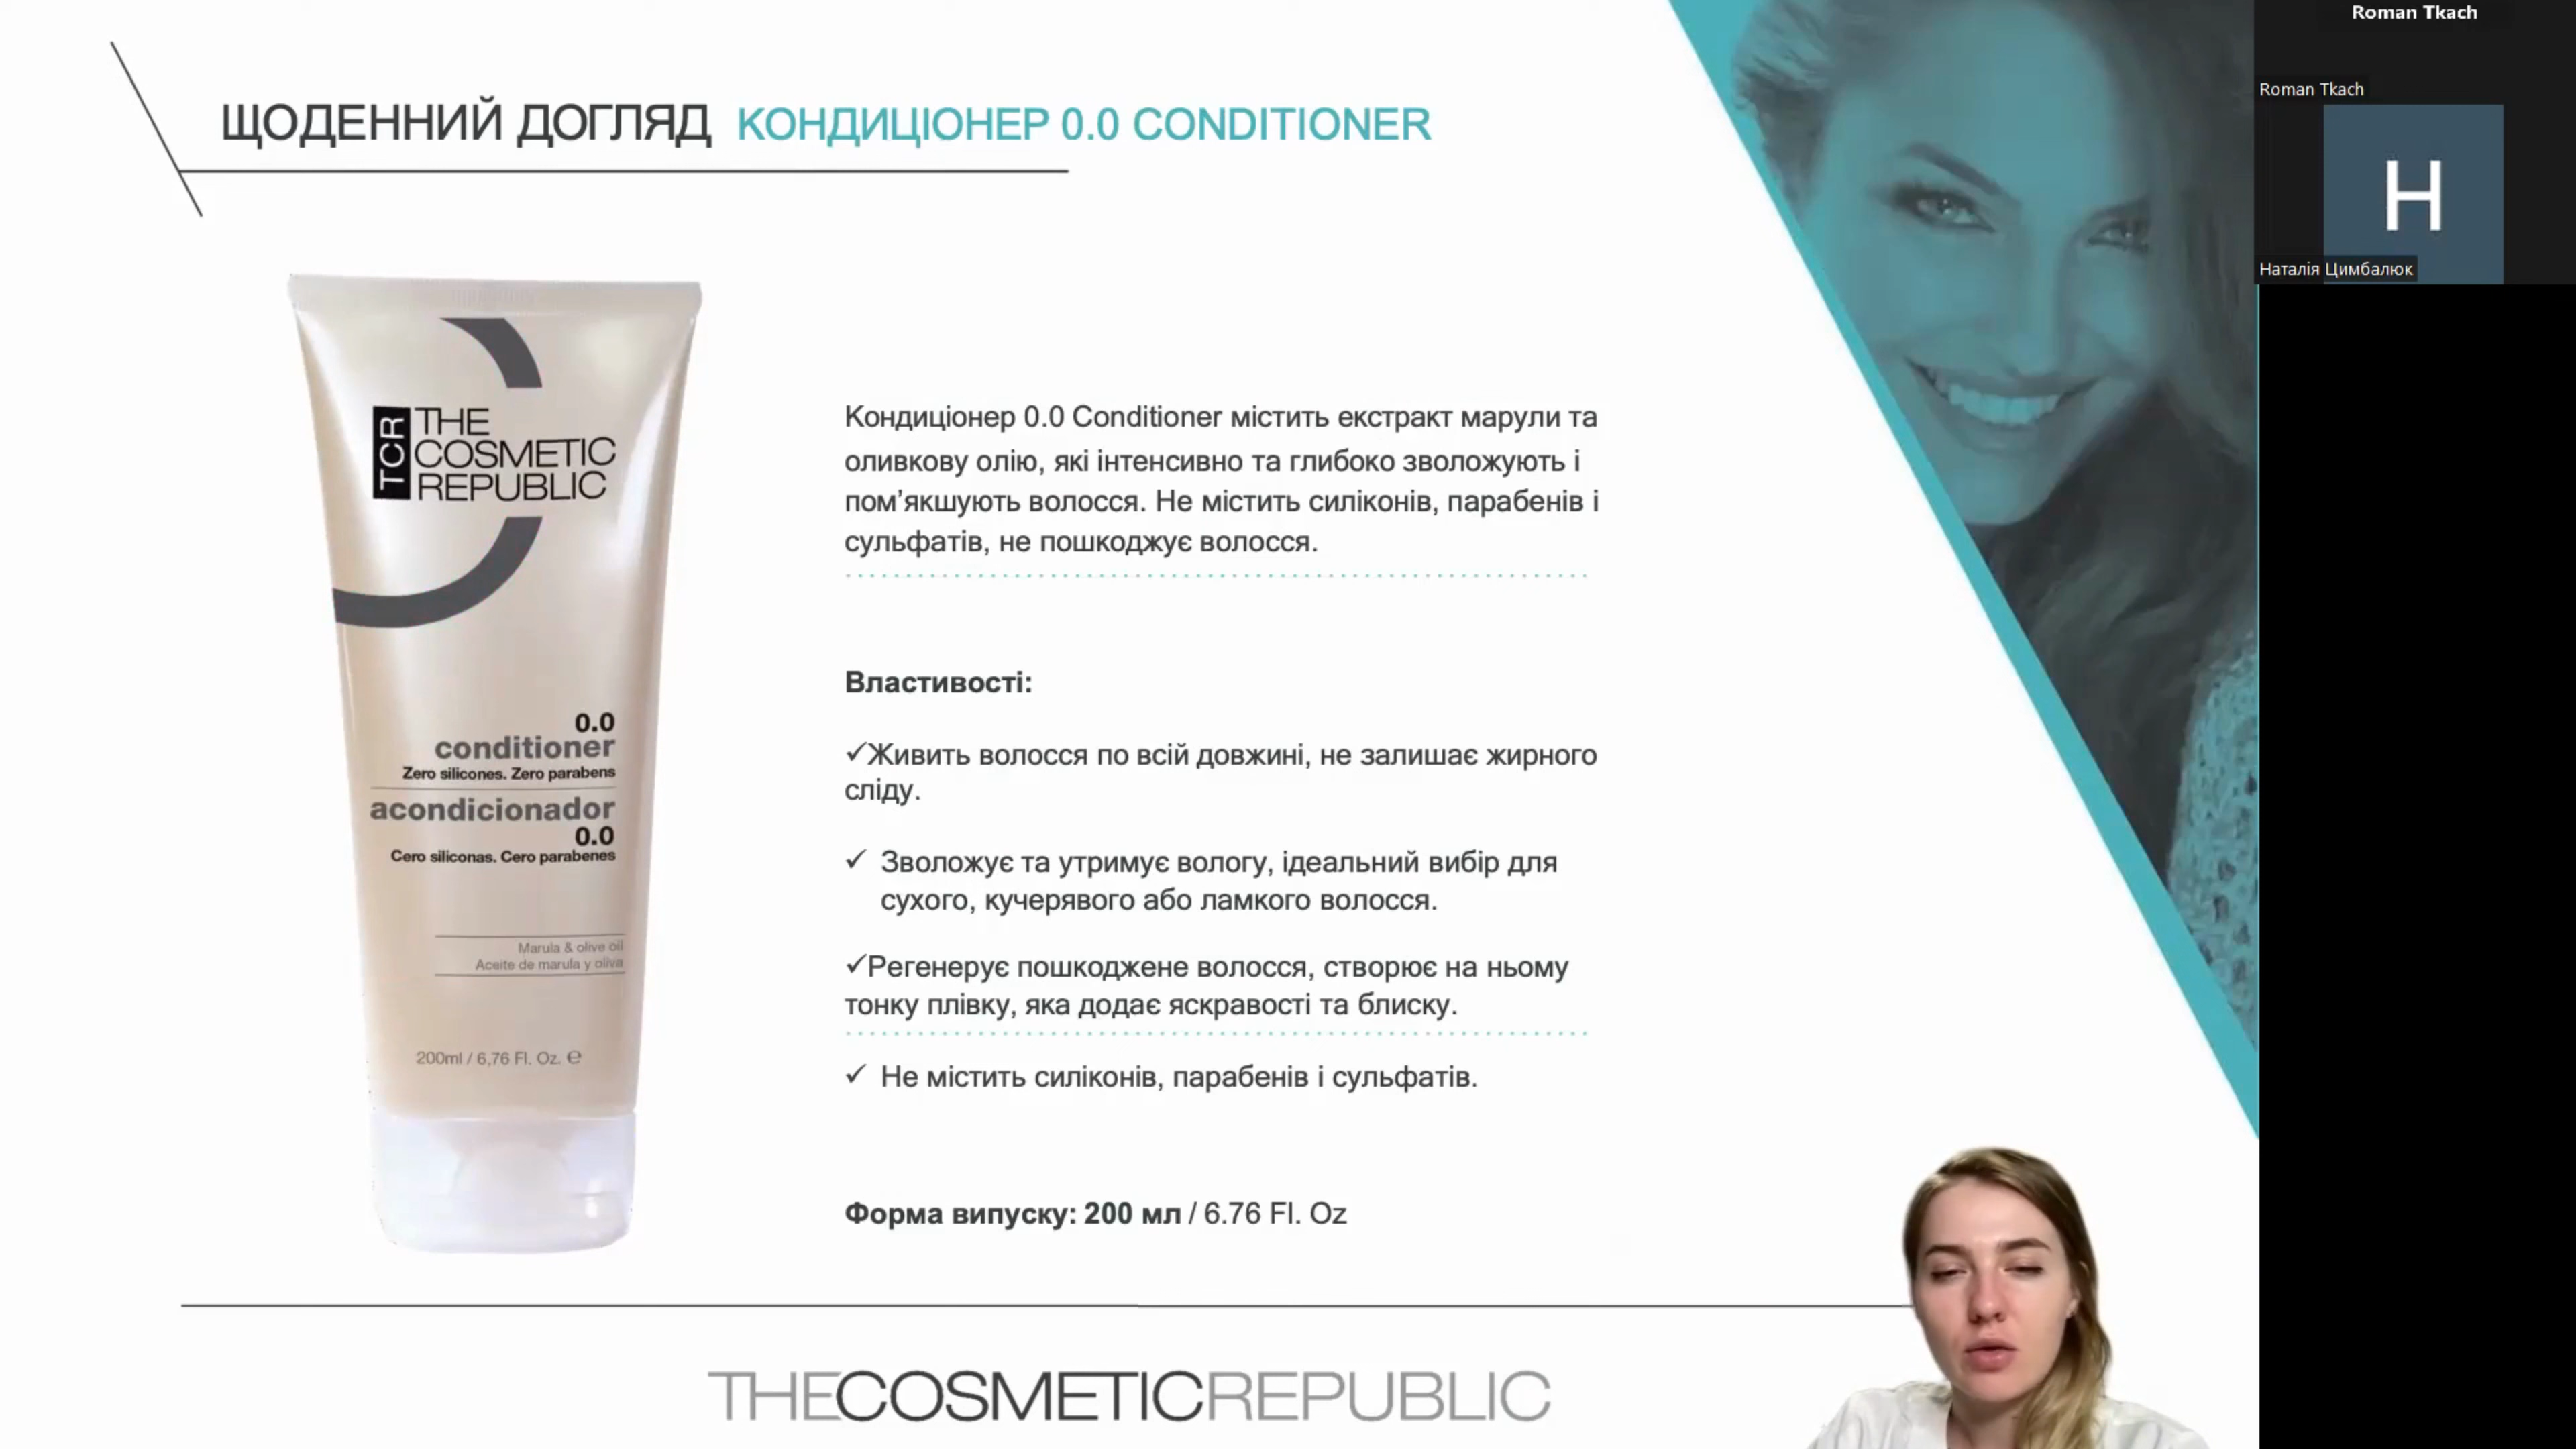 Roman Tkach
Roman Tkach
Н
Наталія Цимбалюк
ЩОДЕННИЙ ДОГЛЯД КОНДИЦІОНЕР 0.0 CONDITIONER
TCR
THE
COSMETIC
REPUBLIC
0.0
conditioner
Zero silicones. Zero parabens
acondicionador
0.0
Cero siliconas. Cero parabenes
Marula & olive oil
Aceite de marula y oliva
200ml / 6,76 Fl. Oz. ℮
Кондиціонер 0.0 Conditioner містить екстракт марули та
оливкову олію, які інтенсивно та глибоко зволожують і
пом’якшують волосся. Не містить силіконів, парабенів і
сульфатів, не пошкоджує волосся.
Властивості:
✓Живить волосся по всій довжині, не залишає жирного
сліду.
✓ Зволожує та утримує вологу, ідеальний вибір для
сухого, кучерявого або ламкого волосся.
✓Регенерує пошкоджене волосся, створює на ньому
тонку плівку, яка додає яскравості та блиску.
✓ Не містить силіконів, парабенів і сульфатів.
Форма випуску: 200 мл / 6.76 Fl. Oz
THECOSMETICREPUBLIC